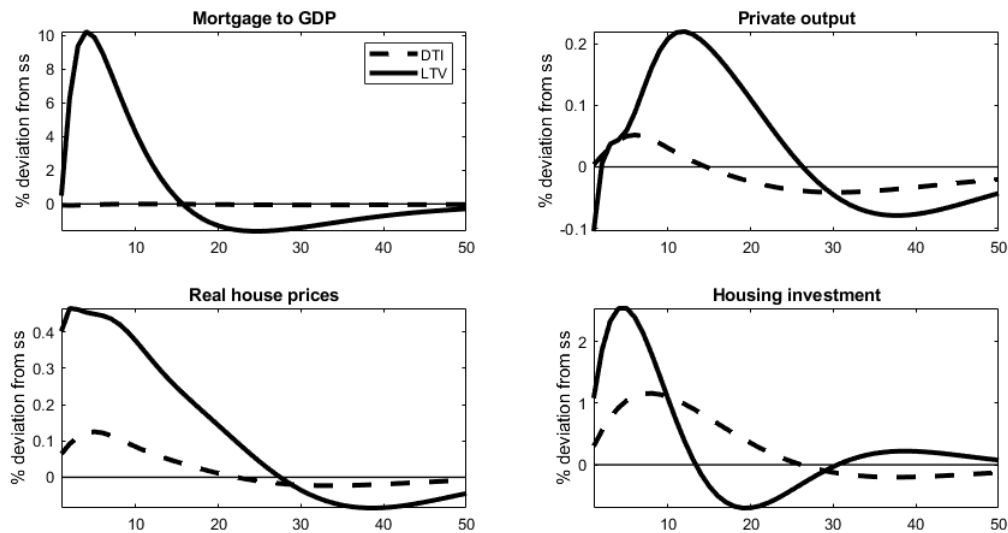 Mortgage to GDP
% deviation from ss
10
8
6
4
2
0
10 20 30 40 50
DTI
LTV
Private output
% deviation from ss
0.2
0.1
0
-0.1
10 20 30 40 50
Real house prices
% deviation from ss
0.4
0.3
0.2
0.1
0
10 20 30 40 50
Housing investment
% deviation from ss
2
1
0
10 20 30 40 50